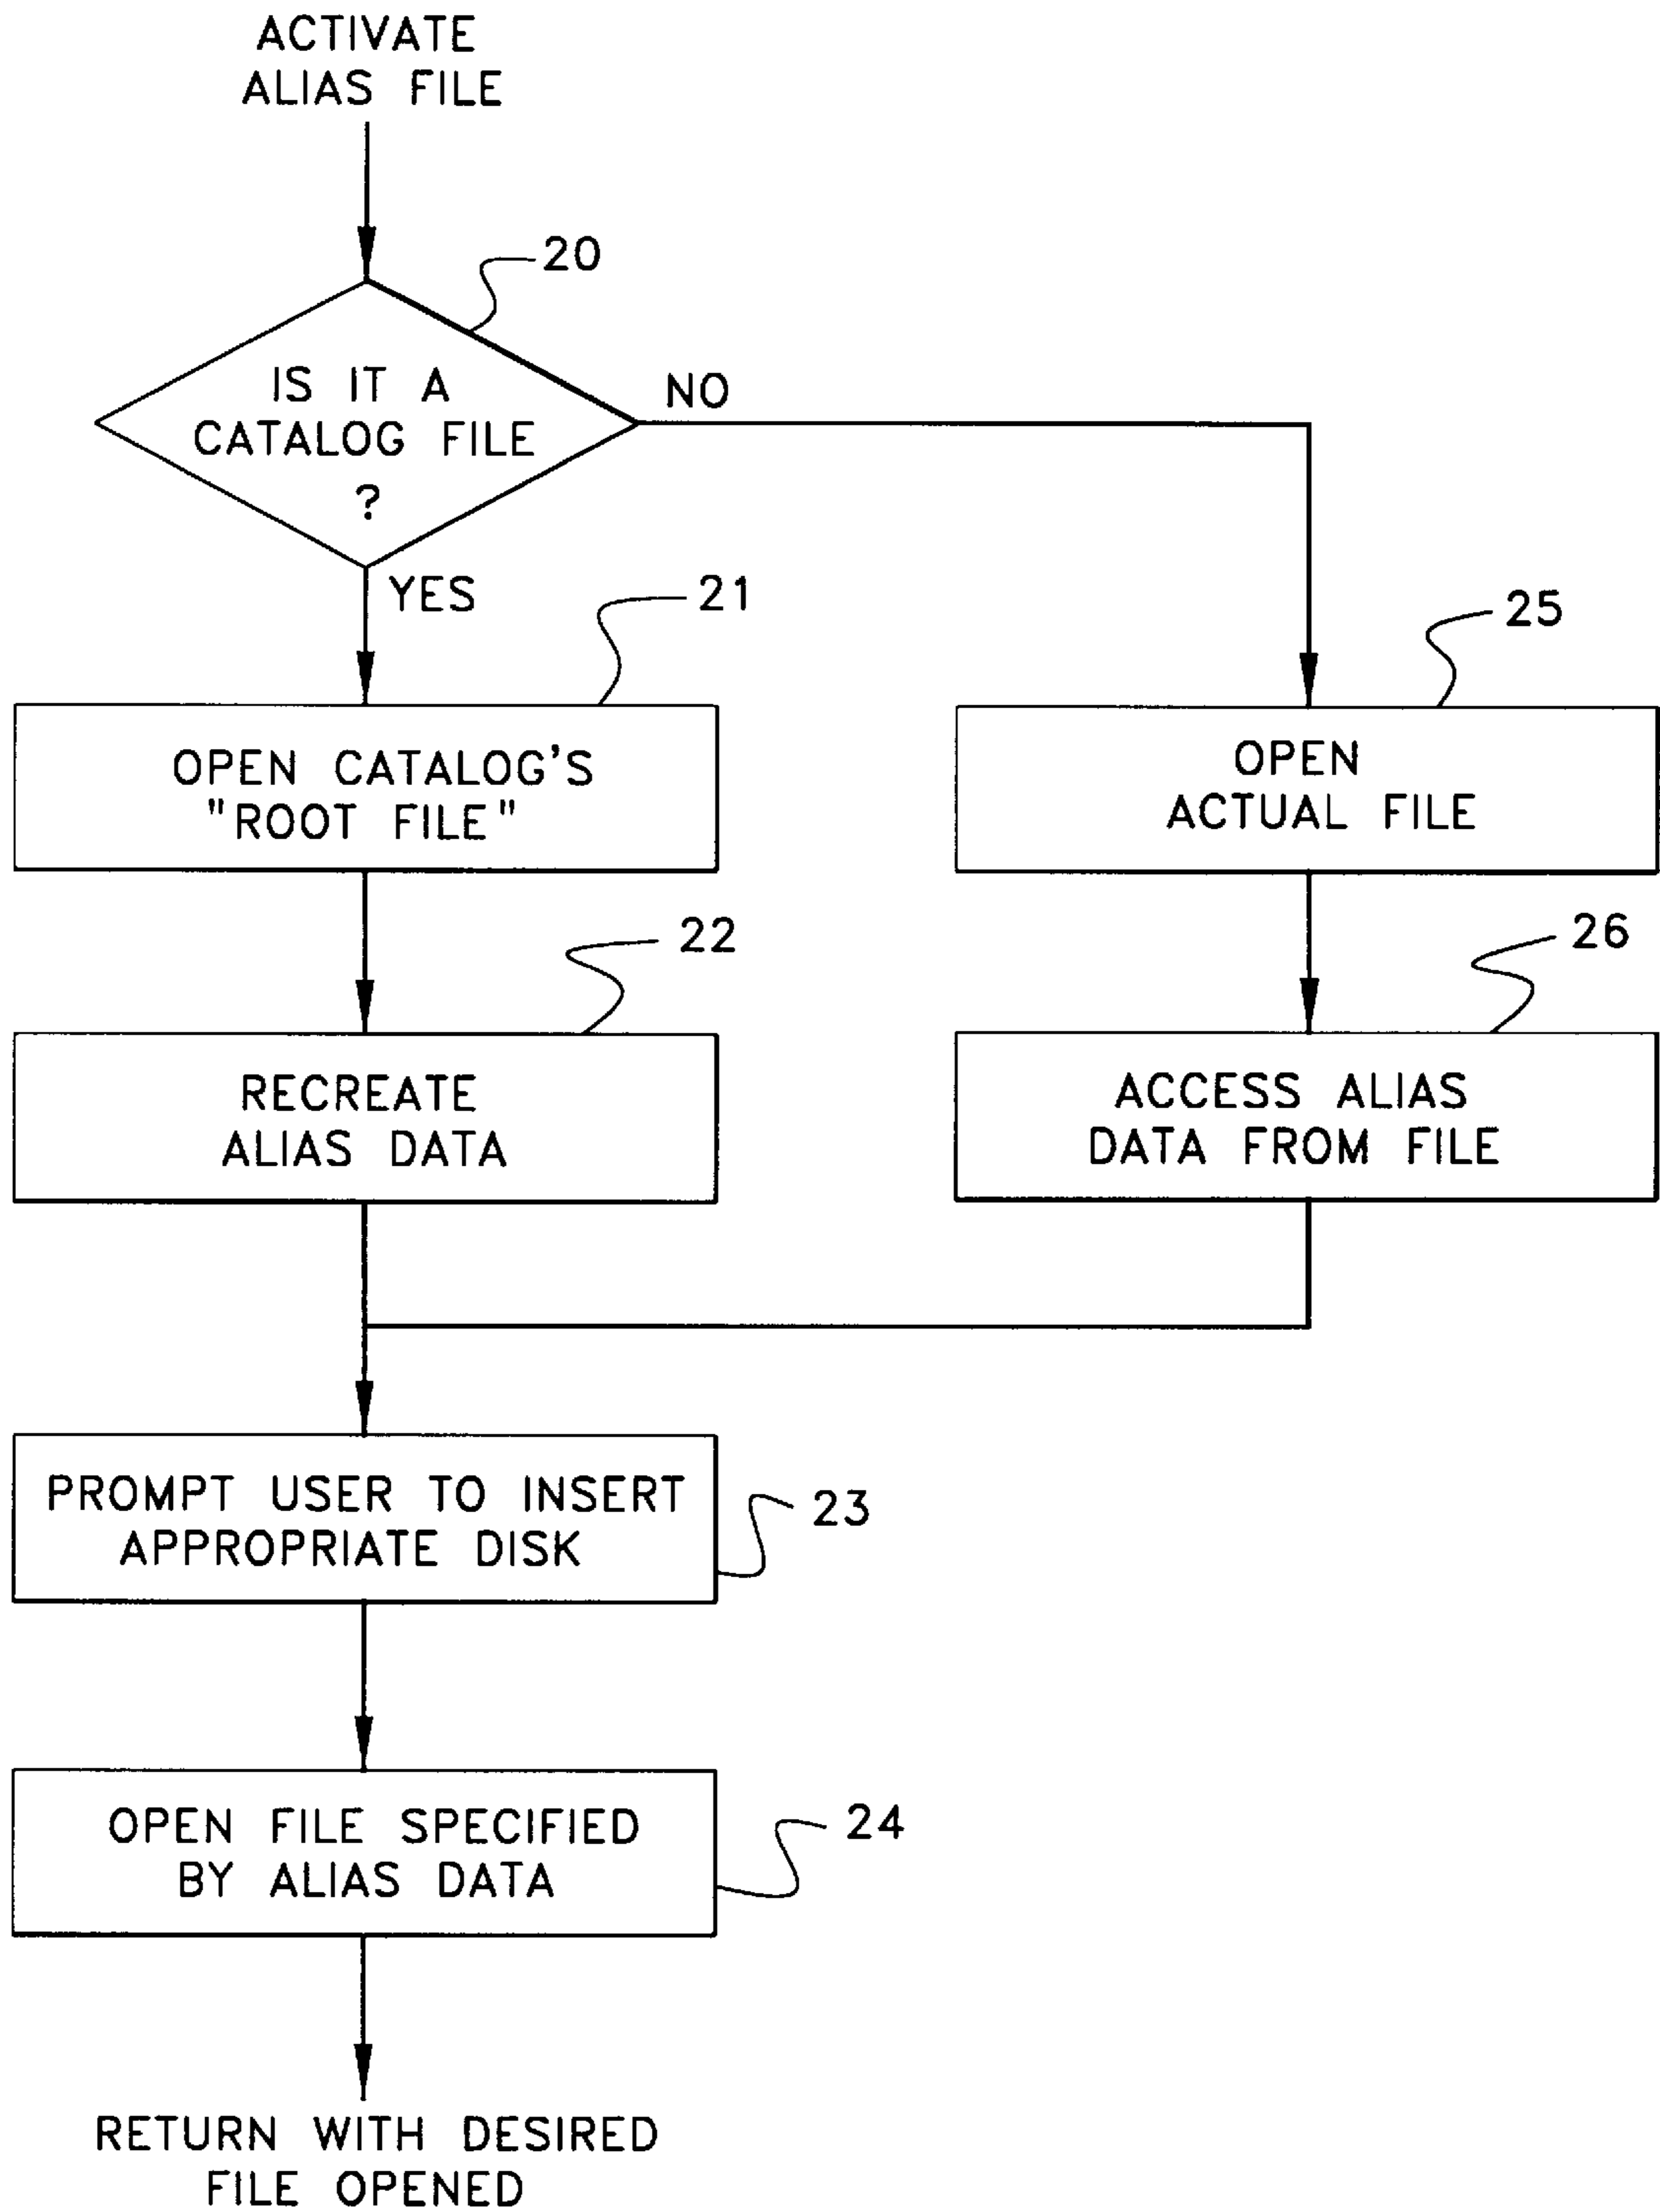 ACTIVATE
ALIAS FILE
20
IS IT A
CATALOG FILE
?
NO
YES
21
OPEN CATALOG'S
"ROOT FILE"
25
OPEN
ACTUAL FILE
22
RECREATE
ALIAS DATA
26
ACCESS ALIAS
DATA FROM FILE
PROMPT USER TO INSERT
APPROPRIATE DISK
23
OPEN FILE SPECIFIED
BY ALIAS DATA
24
RETURN WITH DESIRED
FILE OPENED